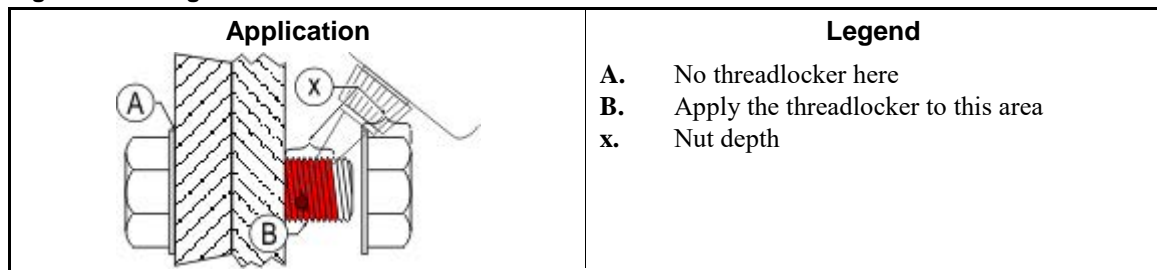 Application
Legend
A
x
B
A. No threadlocker here
B. Apply the threadlocker to this area
x. Nut depth